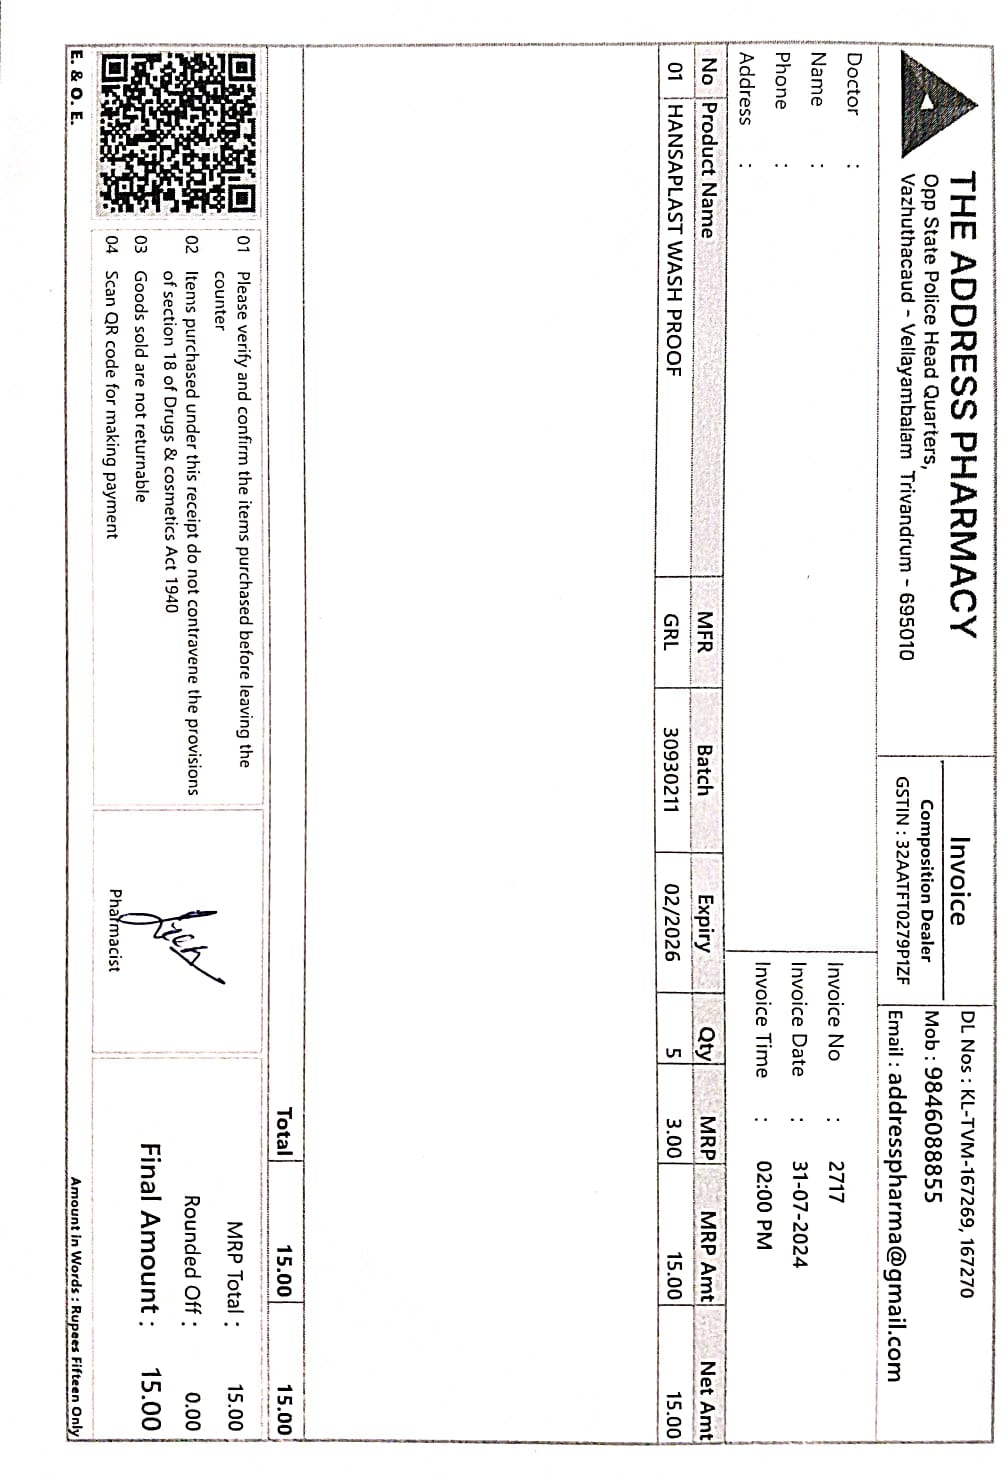 THE ADDRESS PHARMACY
Opp State Police Head Quarters,
Vazhuthacaud - Vellayambalam Trivandrum - 695010
Invoice
Composition Dealer
GSTIN : 32AATFT0279P1ZF
DL Nos : KL-TVM-167269, 167270
Mob : 9846088855
Email : addresspharma@gmail.com
Doctor :
Name :
Phone :
Address :
Invoice No : 2717
Invoice Date : 31-07-2024
Invoice Time : 02:00 PM
No Product Name MFR Batch Expiry Qty MRP MRP Amt Net Amt
01 HANSAPLAST WASH PROOF GRL 30930211 02/2026 5 3.00 15.00 15.00
Total 15.00 15.00
01 Please verify and confirm the items purchased before leaving the
counter
02 Items purchased under this receipt do not contravene the provisions
of section 18 of Drugs & cosmetics Act 1940
03 Goods sold are not returnable
04 Scan QR code for making payment
Pharmacist
MRP Total : 15.00
Rounded Off : 0.00
Final Amount : 15.00
E. & O. E.
Amount in Words : Rupees Fifteen Only